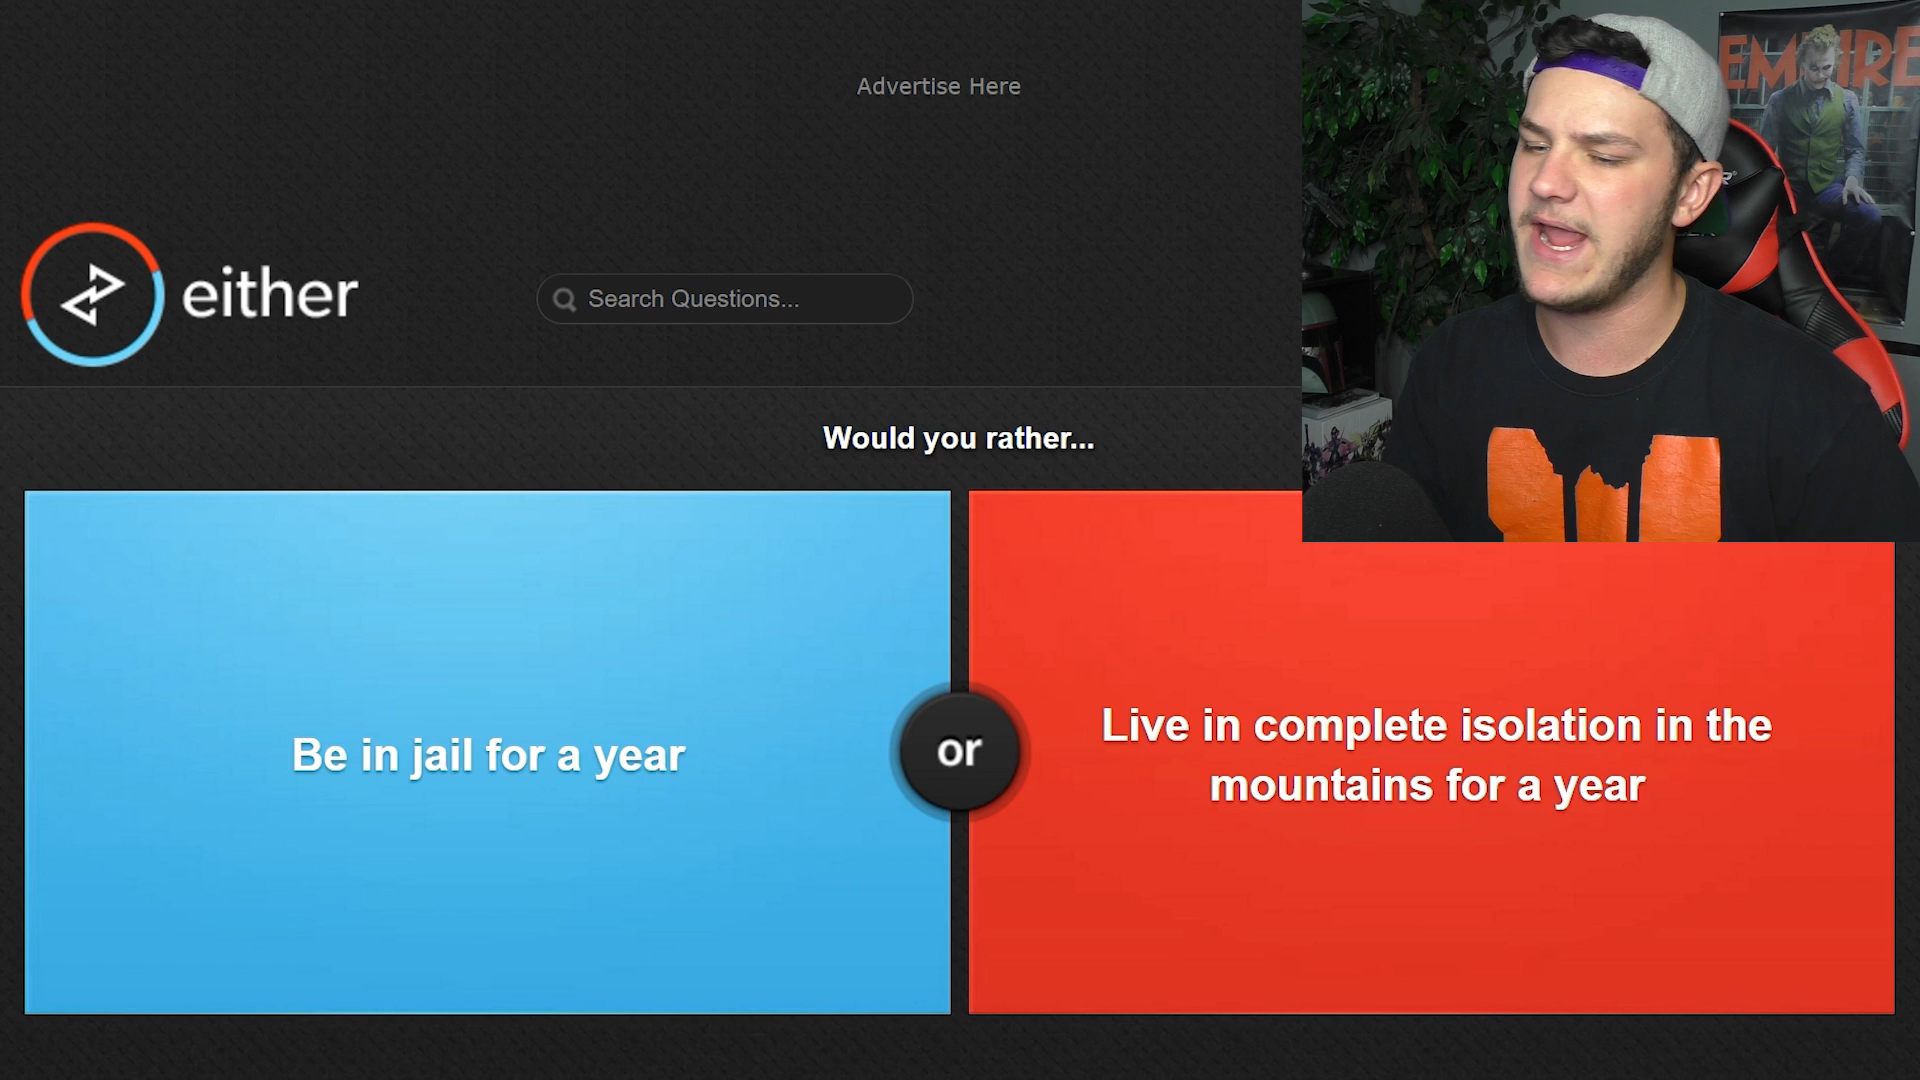 Advertise Here
EMPIRE
either
Search Questions...
Would you rather...
Be in jail for a year
or
Live in complete isolation in the
mountains for a year